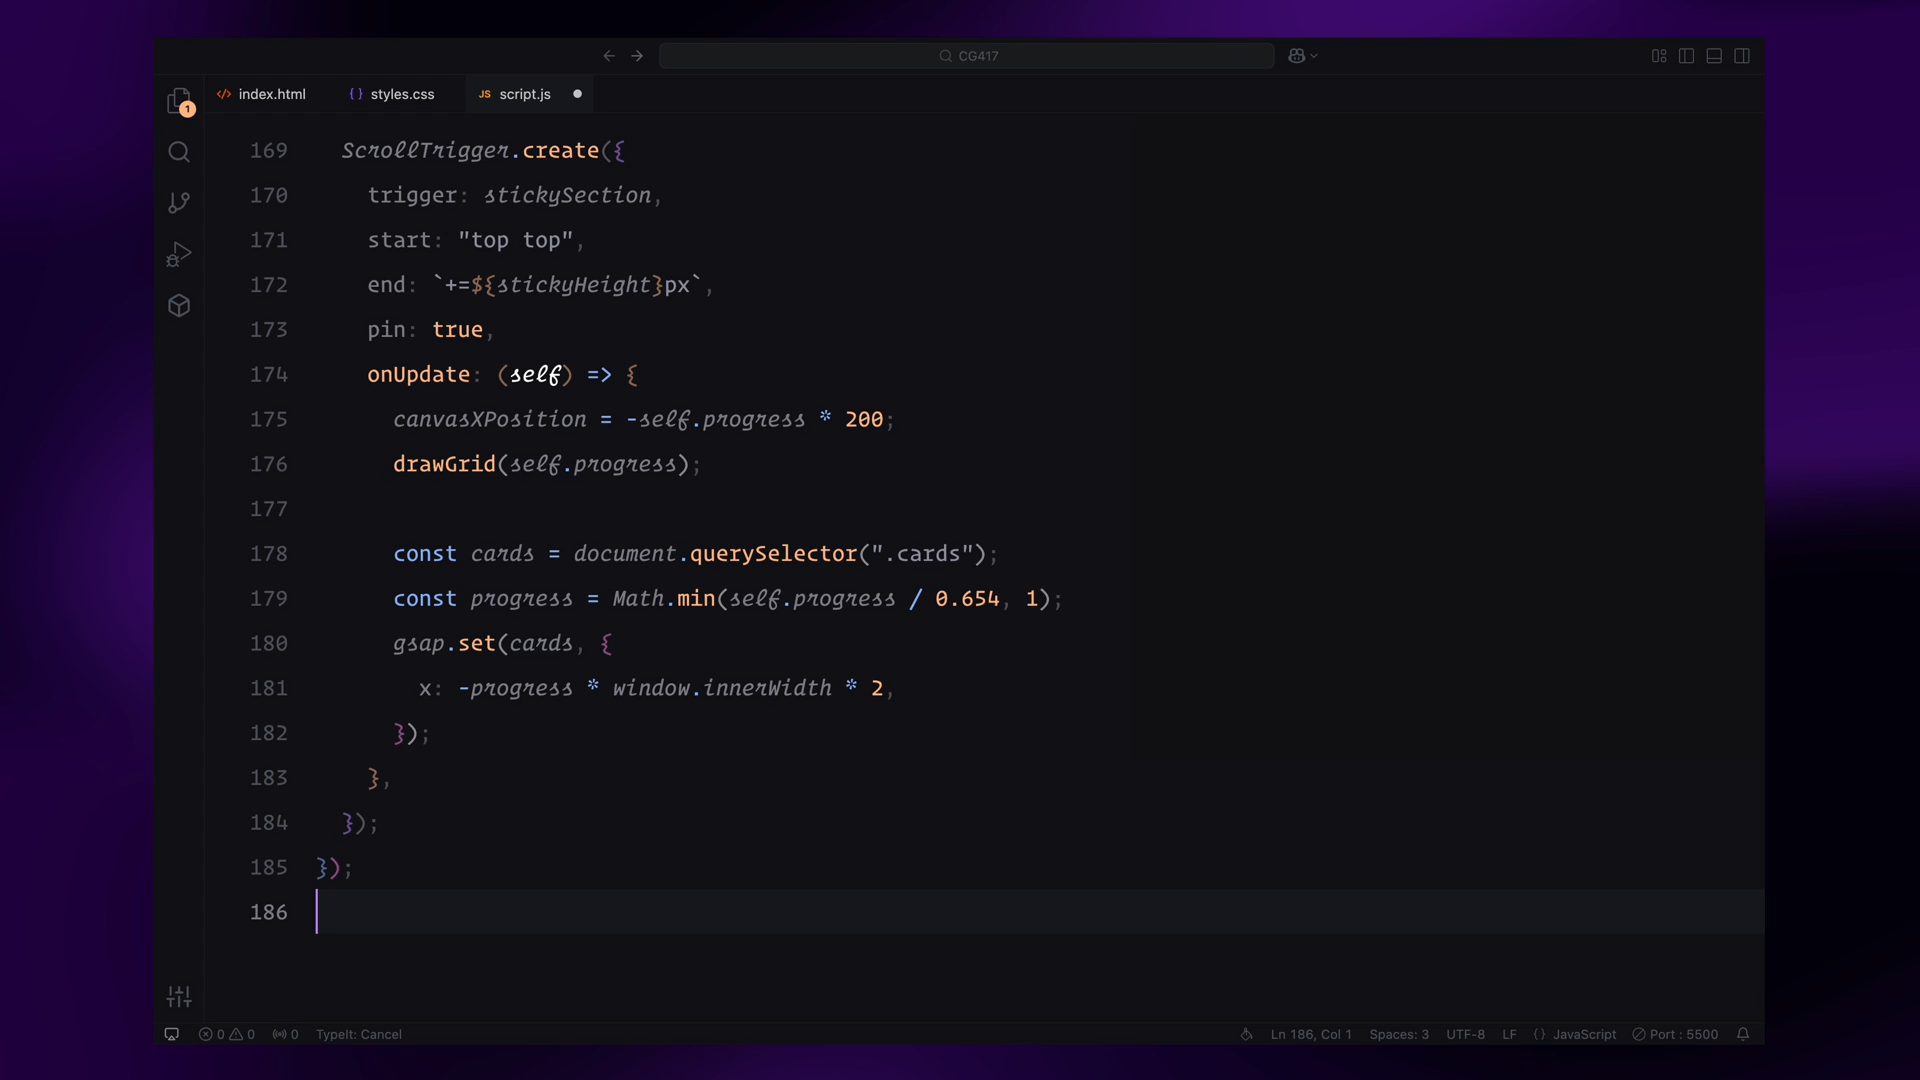 CG417
index.html
styles.css
JS script.js
1
169 ScrollTrigger.create({
170 trigger: stickySection,
171 start: "top top",
172 end: `+=${stickyHeight}px`,
173 pin: true,
174 onUpdate: (self) => {
175 canvasXPosition = -self.progress * 200;
176 drawGrid(self.progress);
177
178 const cards = document.querySelector(".cards");
179 const progress = Math.min(self.progress / 0.654, 1);
180 gsap.set(cards, {
181 x: -progress * window.innerWidth * 2,
182 });
183 },
184 });
185 });
186
0 0 0 TypeIt: Cancel Ln 186, Col 1 Spaces: 3 UTF-8 LF {} JavaScript Port : 5500